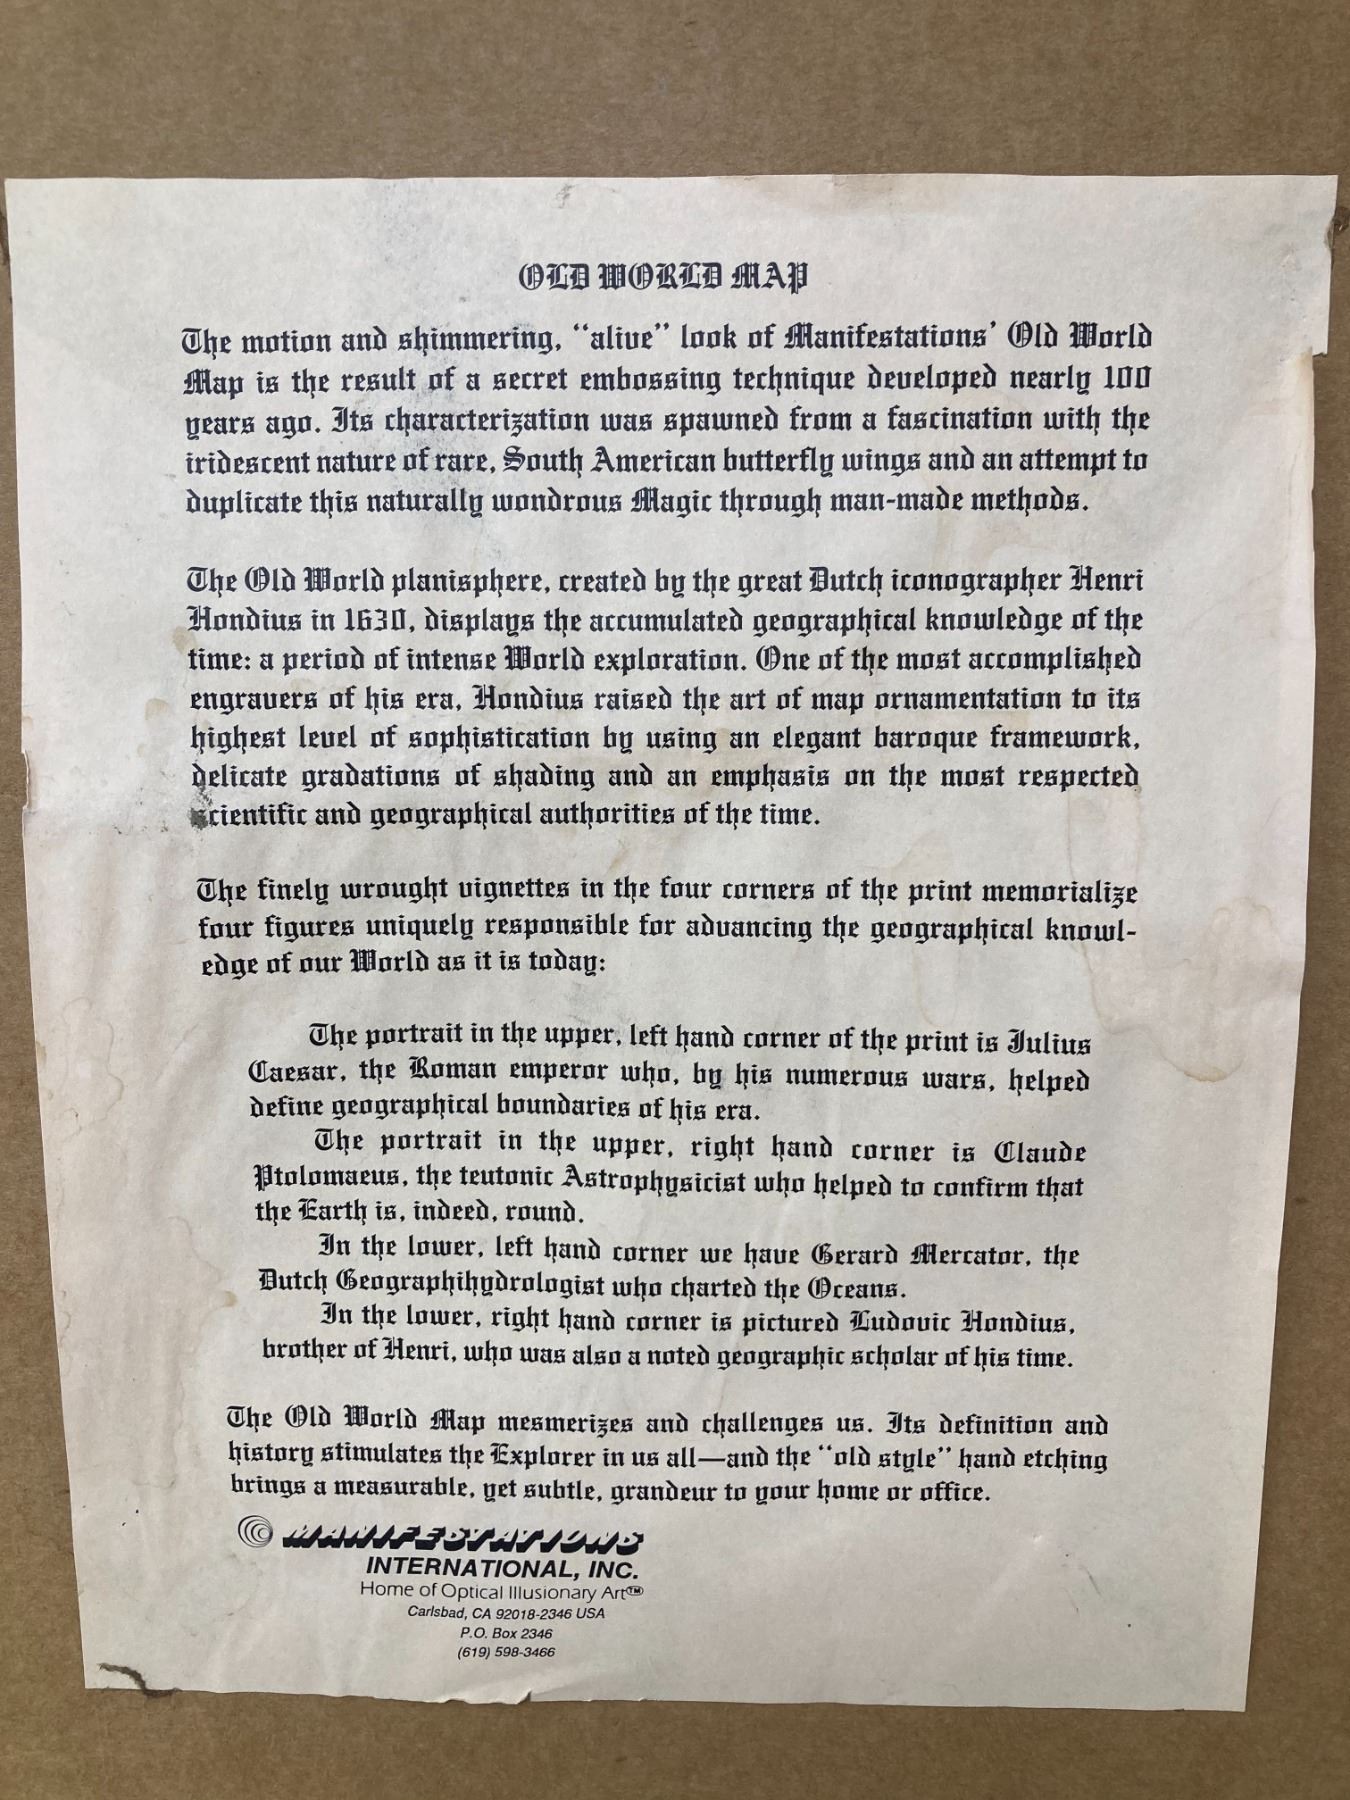 OLD WORLD MAP
The motion and shimmering, “alive” look of Manifestations’ Old World
Map is the result of a secret embossing technique developed nearly 100
years ago. Its characterization was spawned from a fascination with the
iridescent nature of rare, South American butterfly wings and an attempt to
duplicate this naturally wondrous Magic through man-made methods.
The Old World planisphere, created by the great Dutch iconographer Henri
Hondius in 1630, displays the accumulated geographical knowledge of the
time: a period of intense World exploration. One of the most accomplished
engravers of his era, Hondius raised the art of map ornamentation to its
highest level of sophistication by using an elegant baroque framework,
delicate gradations of shading and an emphasis on the most respected
scientific and geographical authorities of the time.
The finely wrought vignettes in the four corners of the print memorialize
four figures uniquely responsible for advancing the geographical knowl-
edge of our World as it is today:
The portrait in the upper, left hand corner of the print is Julius
Caesar, the Roman emperor who, by his numerous wars, helped
define geographical boundaries of his era.
The portrait in the upper, right hand corner is Claude
Ptolomaeus, the teutonic Astrophysicist who helped to confirm that
the Earth is, indeed, round.
In the lower, left hand corner we have Gerard Mercator, the
Dutch Geographihydrologist who charted the Oceans.
In the lower, right hand corner is pictured Ludovic Hondius,
brother of Henri, who was also a noted geographic scholar of his time.
The Old World Map mesmerizes and challenges us. Its definition and
history stimulates the Explorer in us all—and the “old style” hand etching
brings a measurable, yet subtle, grandeur to your home or office.
MANIFESTATIONS
INTERNATIONAL, INC.
Home of Optical Illusionary Art™
Carlsbad, CA 92018-2346 USA
P.O. Box 2346
(619) 598-3466